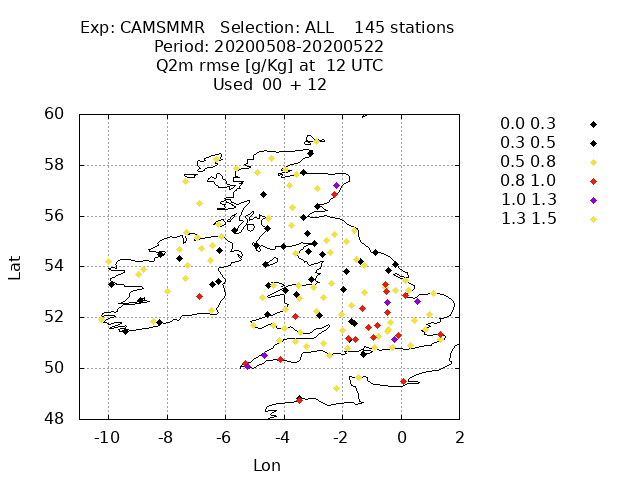 Exp: CAMSMMR   Selection: ALL    145 stations
Period: 20200508-20200522
Q2m rmse [g/Kg] at  12 UTC
Used  00 + 12
60
58
56
54
52
50
48
Lat
-10 -8 -6 -4 -2 0 2
Lon
0.0 0.3
0.3 0.5
0.5 0.8
0.8 1.0
1.0 1.3
1.3 1.5